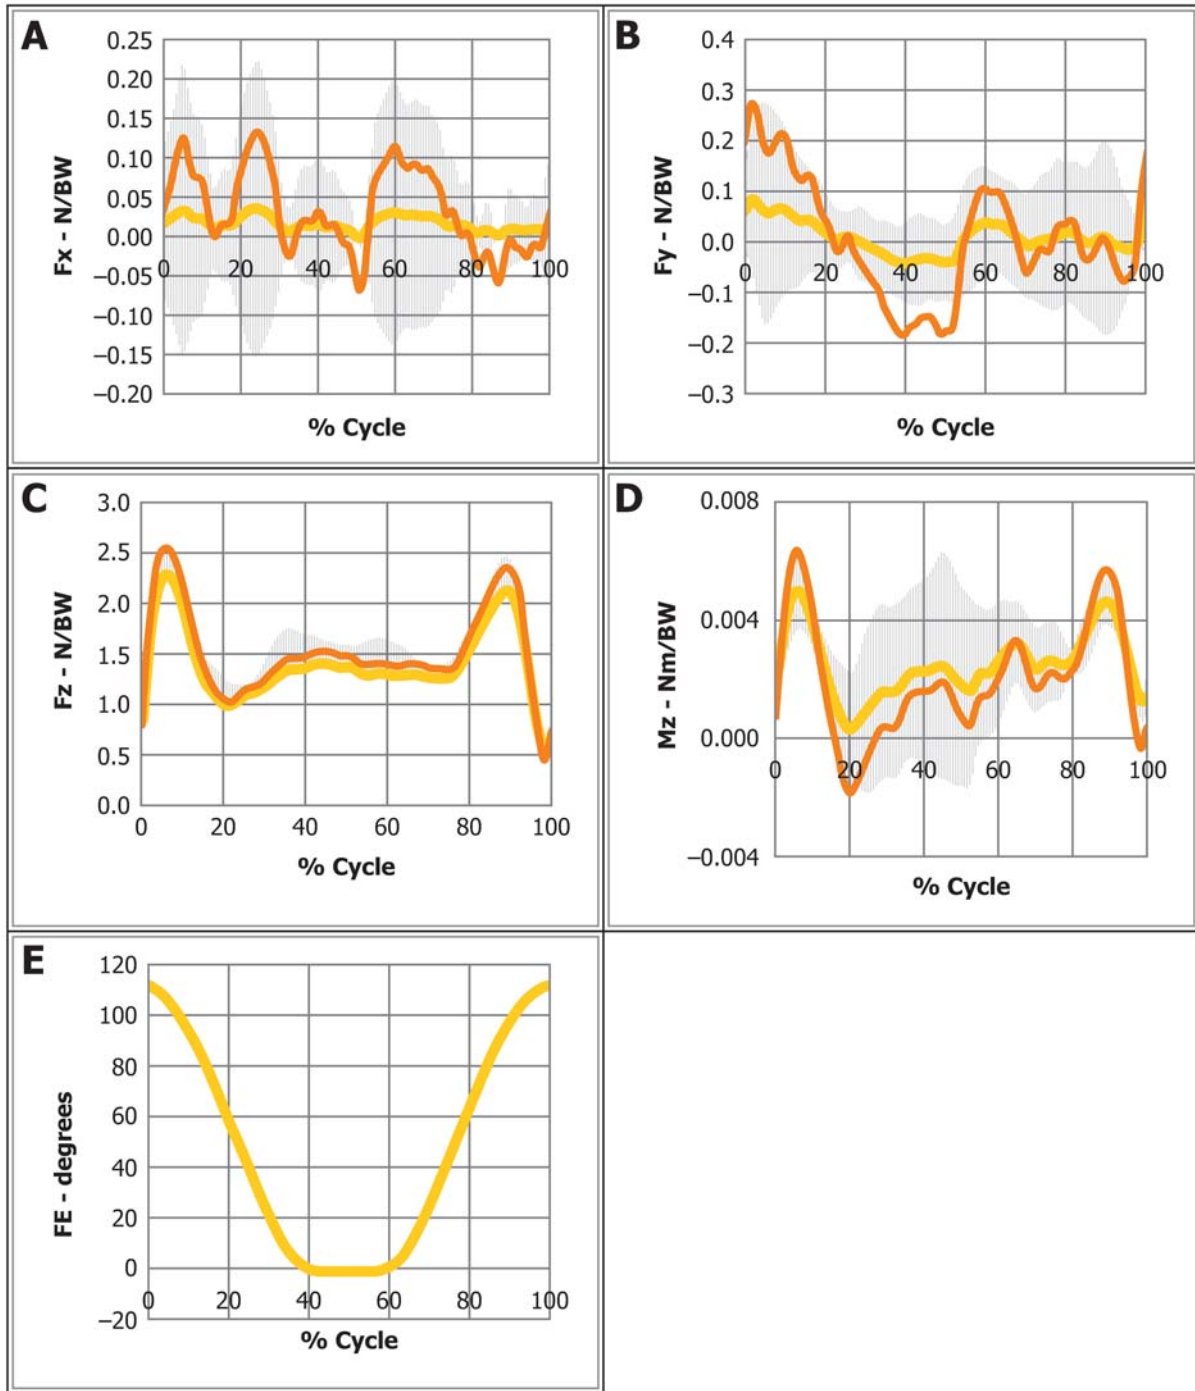 A
0.25
0.20
0.15
0.10
0.05
0.00
−0.05
−0.10
−0.15
−0.20
Fx - N/BW
0 20 40 60 80 100
% Cycle
B
0.4
0.3
0.2
0.1
0.0
−0.1
−0.2
−0.3
Fy - N/BW
0 20 40 60 80 100
% Cycle
C
3.0
2.5
2.0
1.5
1.0
0.5
0.0
Fz - N/BW
0 20 40 60 80 100
% Cycle
D
0.008
0.004
0.000
−0.004
Mz - Nm/BW
0 20 40 60 80 100
% Cycle
E
120
100
80
60
40
20
0
−20
FE - degrees
0 20 40 60 80 100
% Cycle